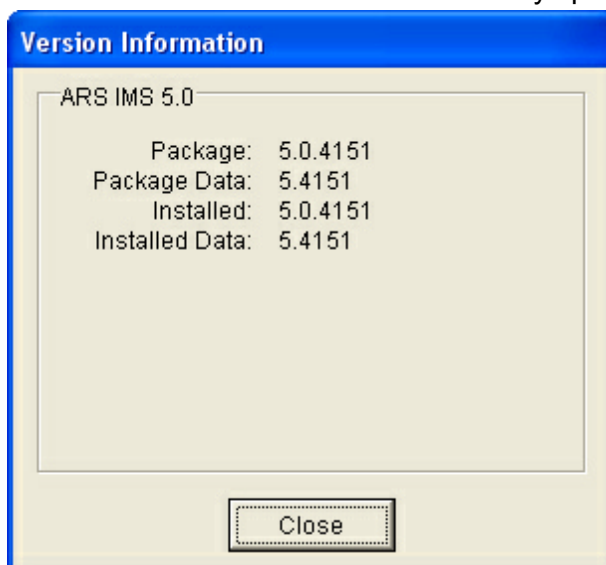 Version Information
ARS IMS 5.0
Package: 5.0.4151
Package Data: 5.4151
Installed: 5.0.4151
Installed Data: 5.4151
Close